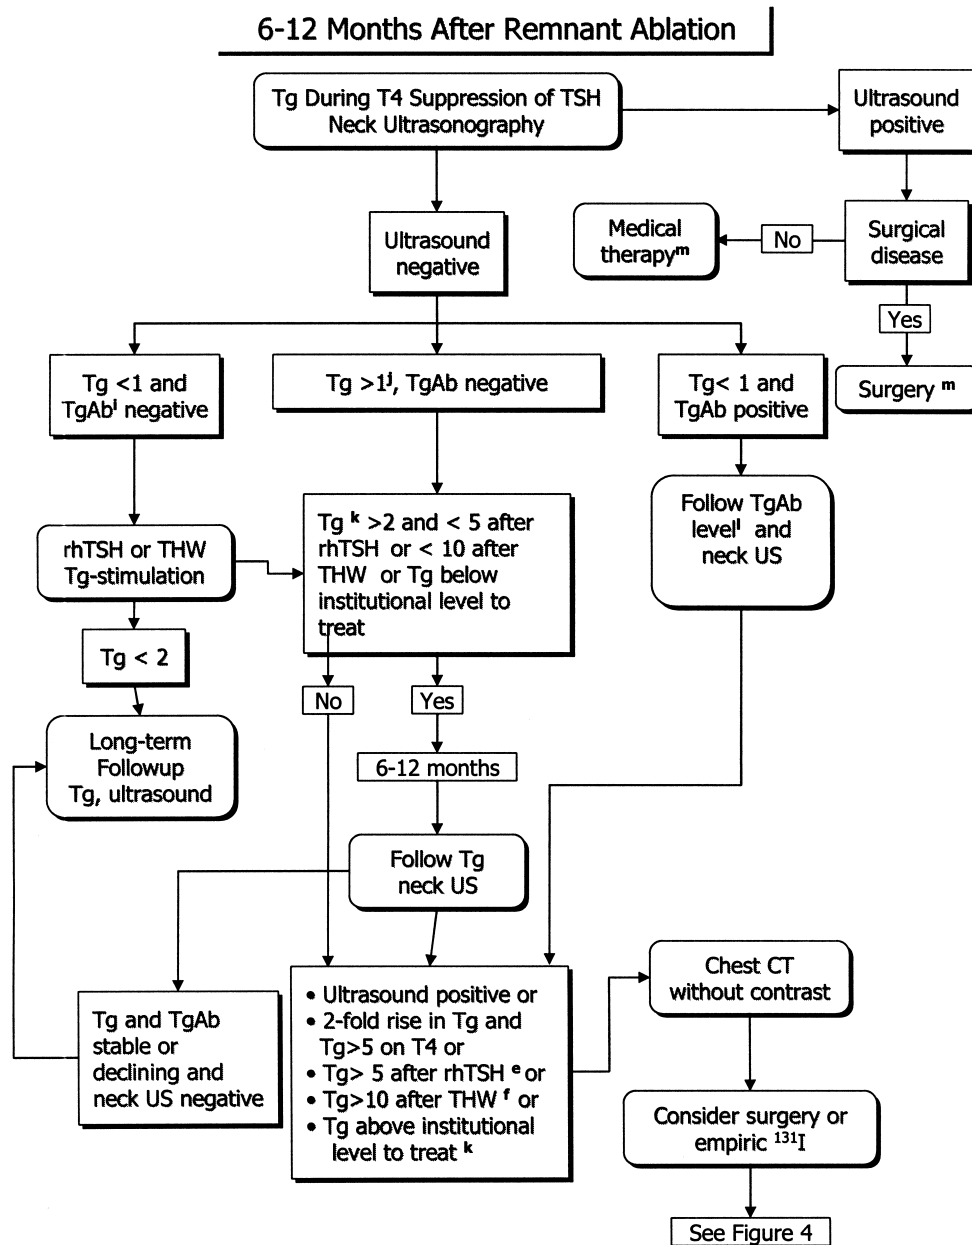 6-12 Months After Remnant Ablation
Tg During T4 Suppression of TSH
Neck Ultrasonography
Ultrasound
positive
Medical
therapy^m
No
Surgical
disease
Ultrasound
negative
Yes
Surgery ^m
Tg <1 and
TgAb^i negative
Tg >1^j, TgAb negative
Tg< 1 and
TgAb positive
rhTSH or THW
Tg-stimulation
Tg ^k >2 and < 5 after
rhTSH or < 10 after
THW or Tg below
institutional level to
treat
Follow TgAb
level^l and
neck US
Tg < 2
No
Yes
Long-term
Followup
Tg, ultrasound
6-12 months
Follow Tg
neck US
Tg and TgAb
stable or
declining and
neck US negative
• Ultrasound positive or
• 2-fold rise in Tg and
Tg>5 on T4 or
• Tg> 5 after rhTSH ^e or
• Tg>10 after THW ^f or
• Tg above institutional
level to treat ^k
Chest CT
without contrast
Consider surgery or
empiric ^131I
See Figure 4